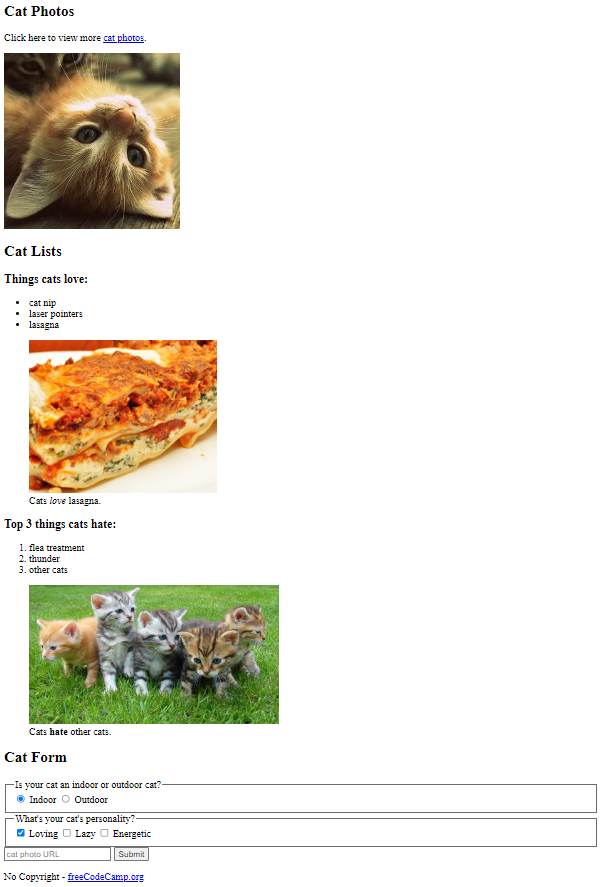 Cat Photos
Click here to view more cat photos.
Cat Lists
Things cats love:
cat nip
laser pointers
lasagna
Cats love lasagna.
Top 3 things cats hate:
1. flea treatment
2. thunder
3. other cats
Cats hate other cats.
Cat Form
Is your cat an indoor or outdoor cat?
Indoor Outdoor
What's your cat's personality?
Loving Lazy Energetic
cat photo URL Submit
No Copyright - freeCodeCamp.org